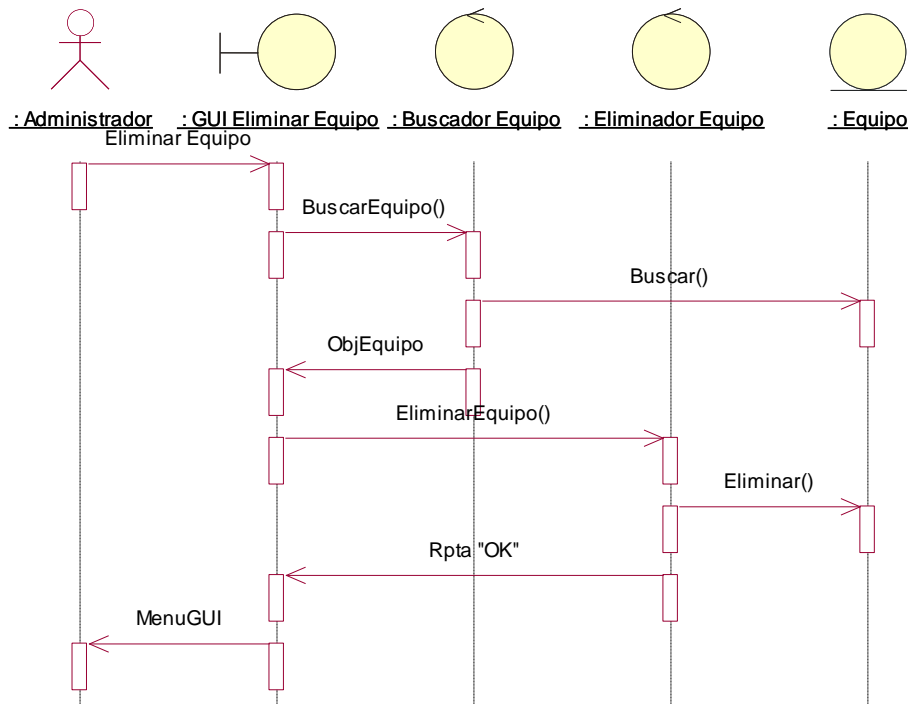 : Administrador : GUI Eliminar Equipo : Buscador Equipo : Eliminador Equipo : Equipo
Eliminar Equipo
BuscarEquipo()
Buscar()
ObjEquipo
EliminarEquipo()
Eliminar()
Rpta "OK"
MenuGUI